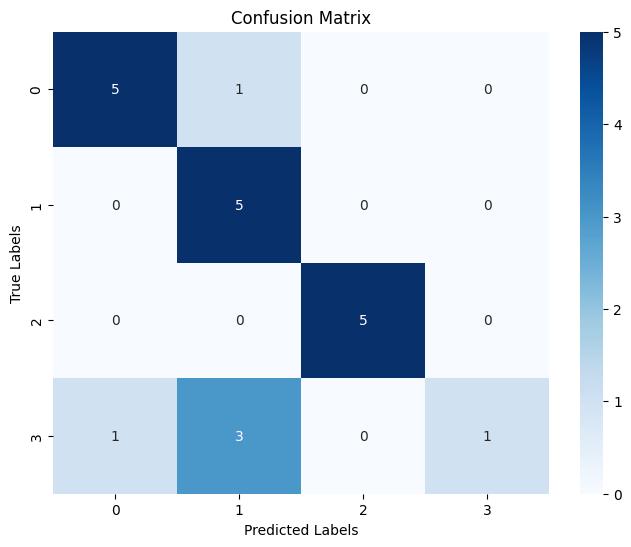 Confusion Matrix
True Labels
0 5 1 0 0
1 0 5 0 0
2 0 0 5 0
3 1 3 0 1
0 1 2 3
Predicted Labels
5
4
3
2
1
0